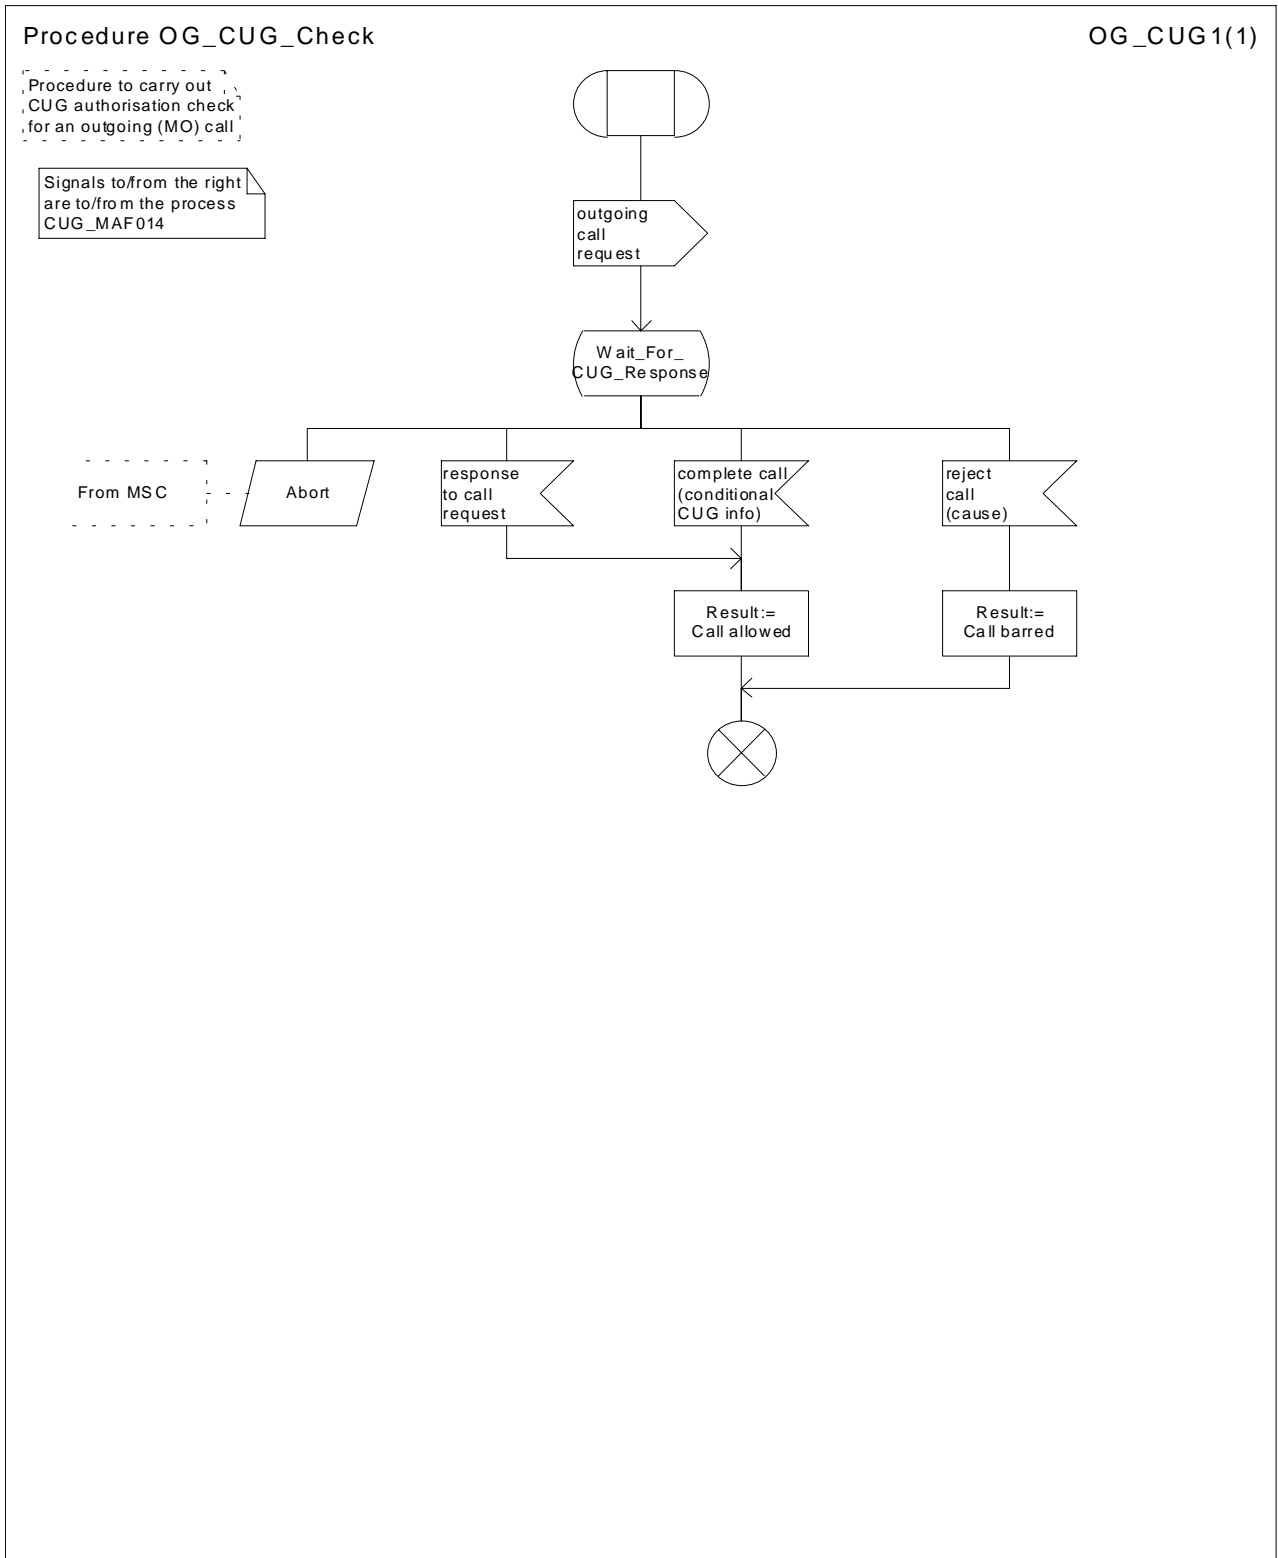 Procedure OG_CUG_Check
OG_CUG1(1)
Procedure to carry out
CUG authorisation check
for an outgoing (MO) call
Signals to/from the right
are to/from the process
CUG_MAF014
outgoing
call
request
Wait_For_
CUG_Response
From MSC
Abort
response
to call
request
complete call
(conditional
CUG info)
reject
call
(cause)
Result:=
Call allowed
Result:=
Call barred